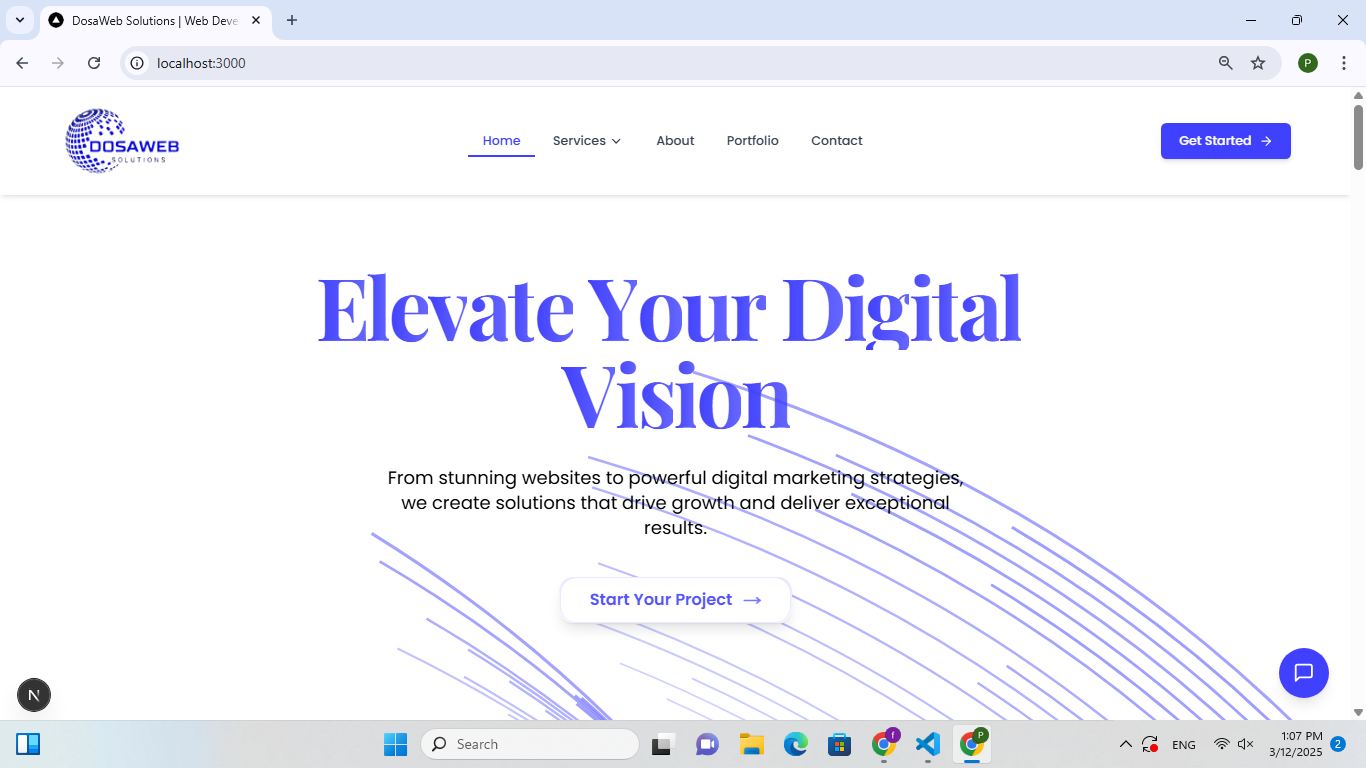 DosaWeb Solutions | Web Deve
localhost:3000
P
DOSAWEB
SOLUTIONS
Home
Services
About
Portfolio
Contact
Get Started →
Elevate Your Digital
Vision
From stunning websites to powerful digital marketing strategies,
we create solutions that drive growth and deliver exceptional
results.
Start Your Project →
N
Search
f
P
ENG
1:07 PM
3/12/2025
2